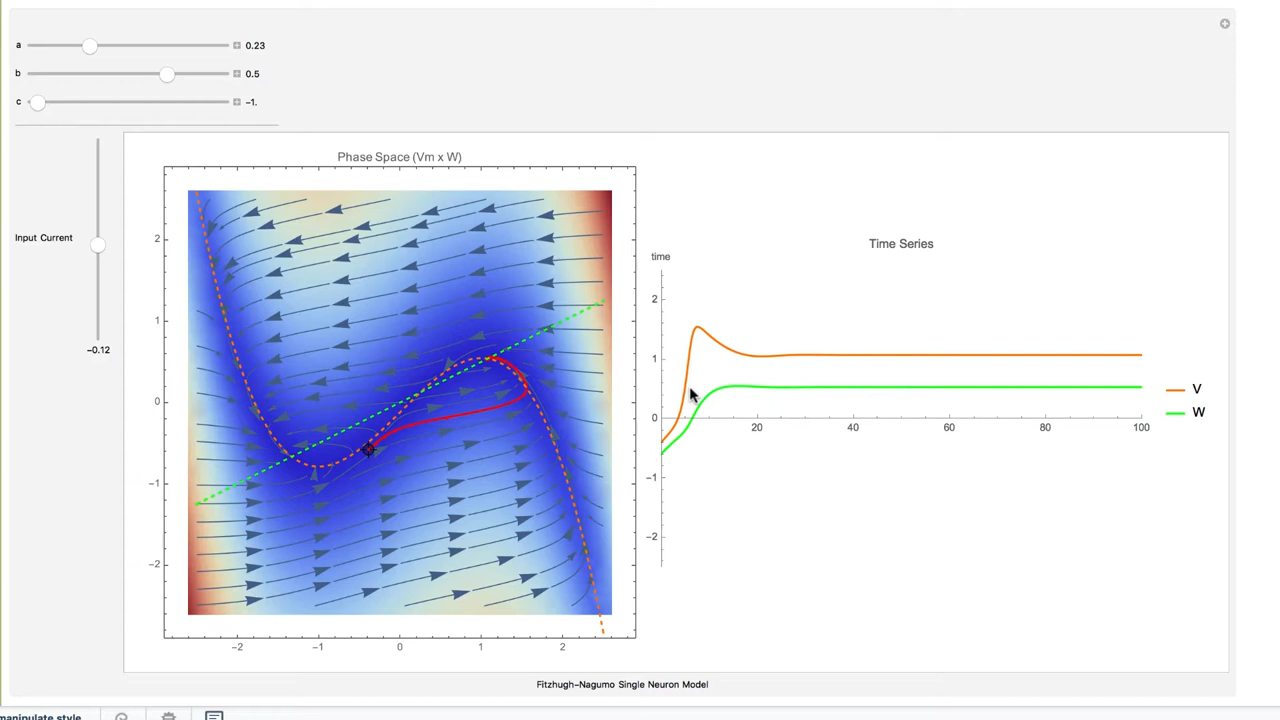 a 0.23
b 0.5
c -1.
Input Current
-0.12
Phase Space (Vm x W)
2
1
0
-1
-2
-2 -1 0 1 2
Time Series
time
2
1
0
-1
-2
20 40 60 80 100
V
W
Fitzhugh-Nagumo Single Neuron Model
manipulate style